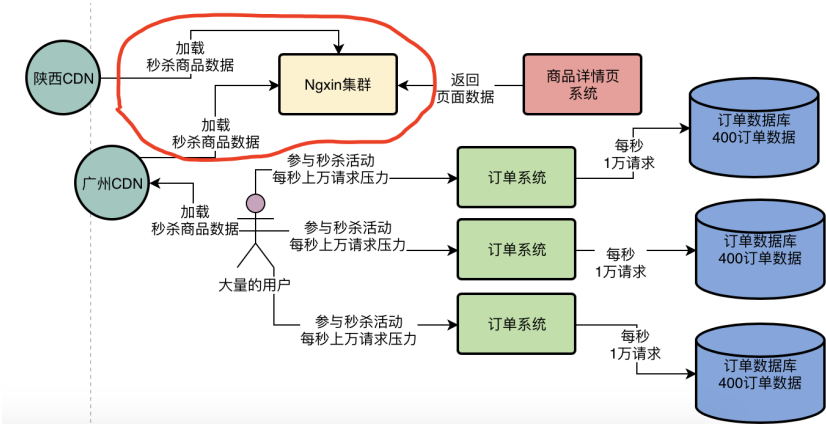 加载
秒杀商品数据
陕西CDN
Ngxin集群
返回
页面数据
商品详情页
系统
订单数据库
400订单数据
加载
秒杀商品数据
每秒
1万请求
广州CDN
参与秒杀活动
每秒上万请求压力
订单系统
加载
秒杀商品数据
参与秒杀活动
每秒上万请求压力
订单系统
每秒
1万请求
订单数据库
400订单数据
大量的用户
参与秒杀活动
每秒上万请求压力
订单系统
每秒
1万请求
订单数据库
400订单数据